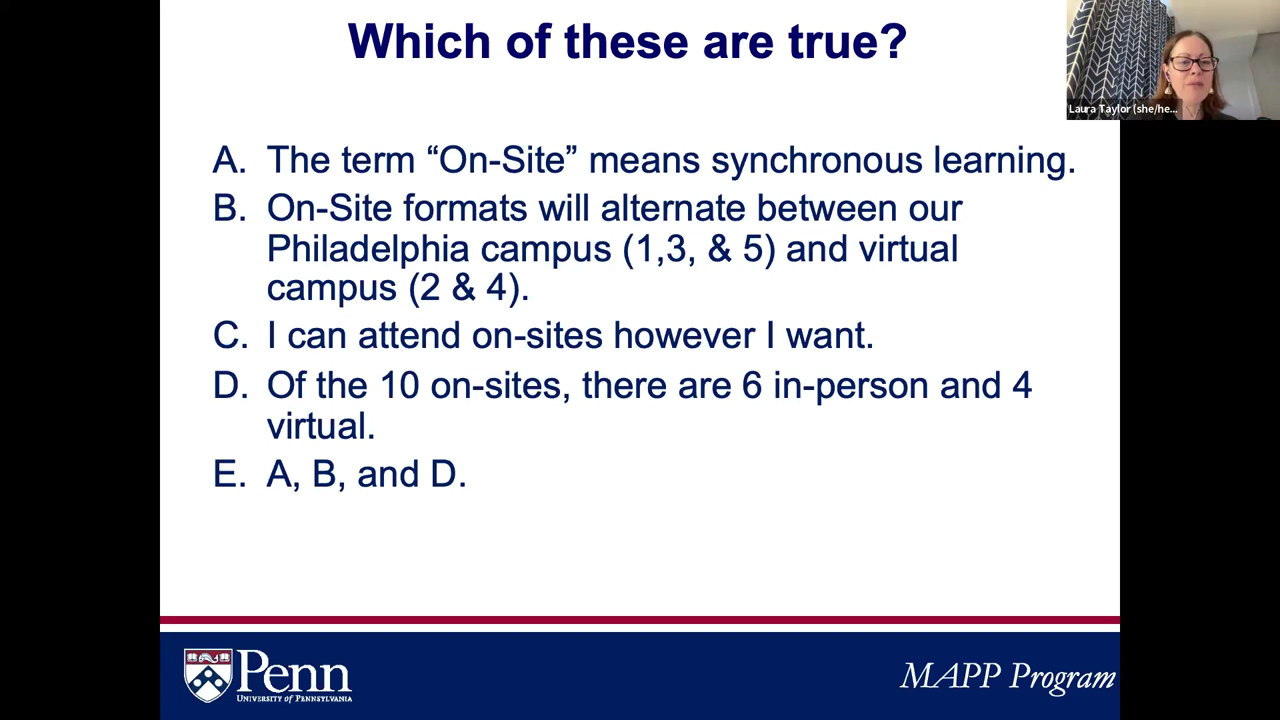 Which of these are true?
Laura Taylor (she/he...
A. The term “On-Site” means synchronous learning.
B. On-Site formats will alternate between our
Philadelphia campus (1,3, & 5) and virtual
campus (2 & 4).
C. I can attend on-sites however I want.
D. Of the 10 on-sites, there are 6 in-person and 4
virtual.
E. A, B, and D.
Penn
UNIVERSITY of PENNSYLVANIA
MAPP Program